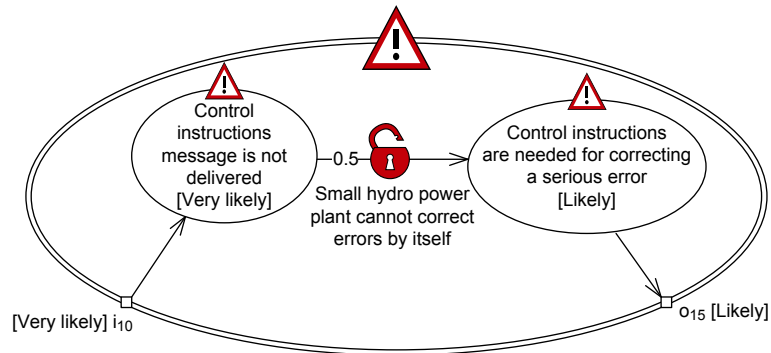 Control
instructions
message is not
delivered
[Very likely]
0.5
Small hydro power
plant cannot correct
errors by itself
Control instructions
are needed for correcting
a serious error
[Likely]
[Very likely] i10
o15 [Likely]